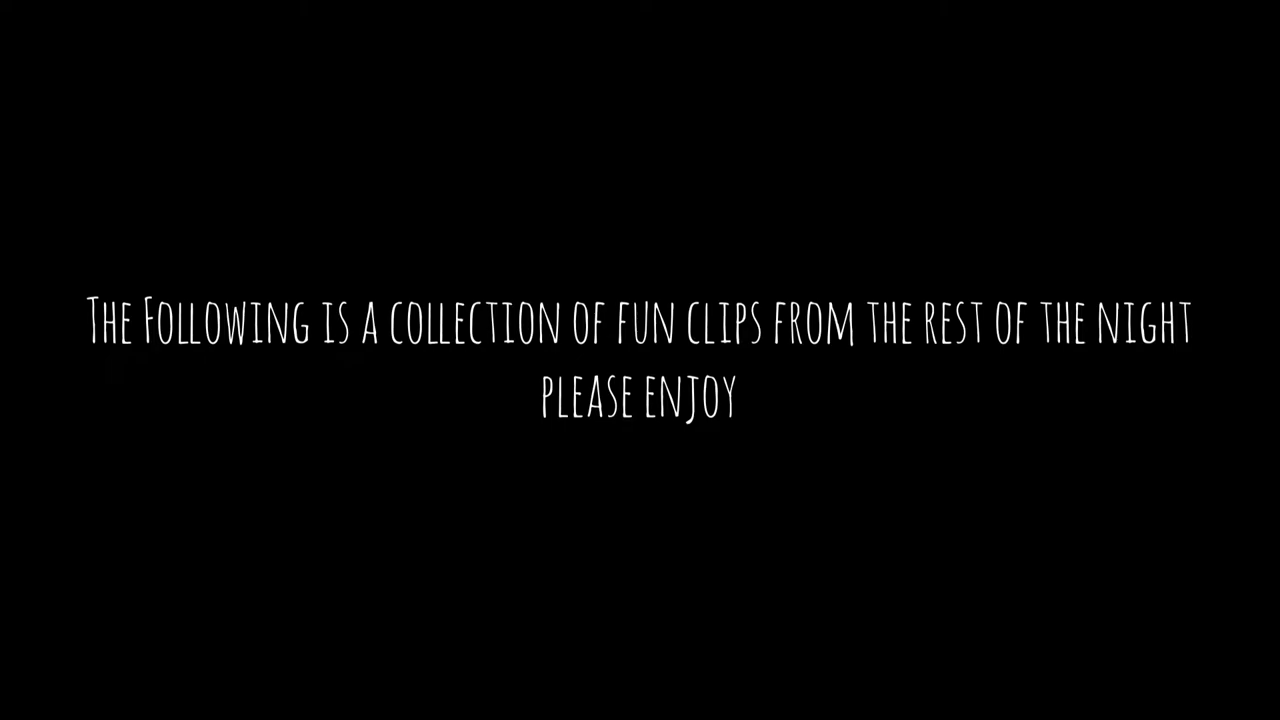 The Following is a collection of fun clips from the rest of the night
please enjoy